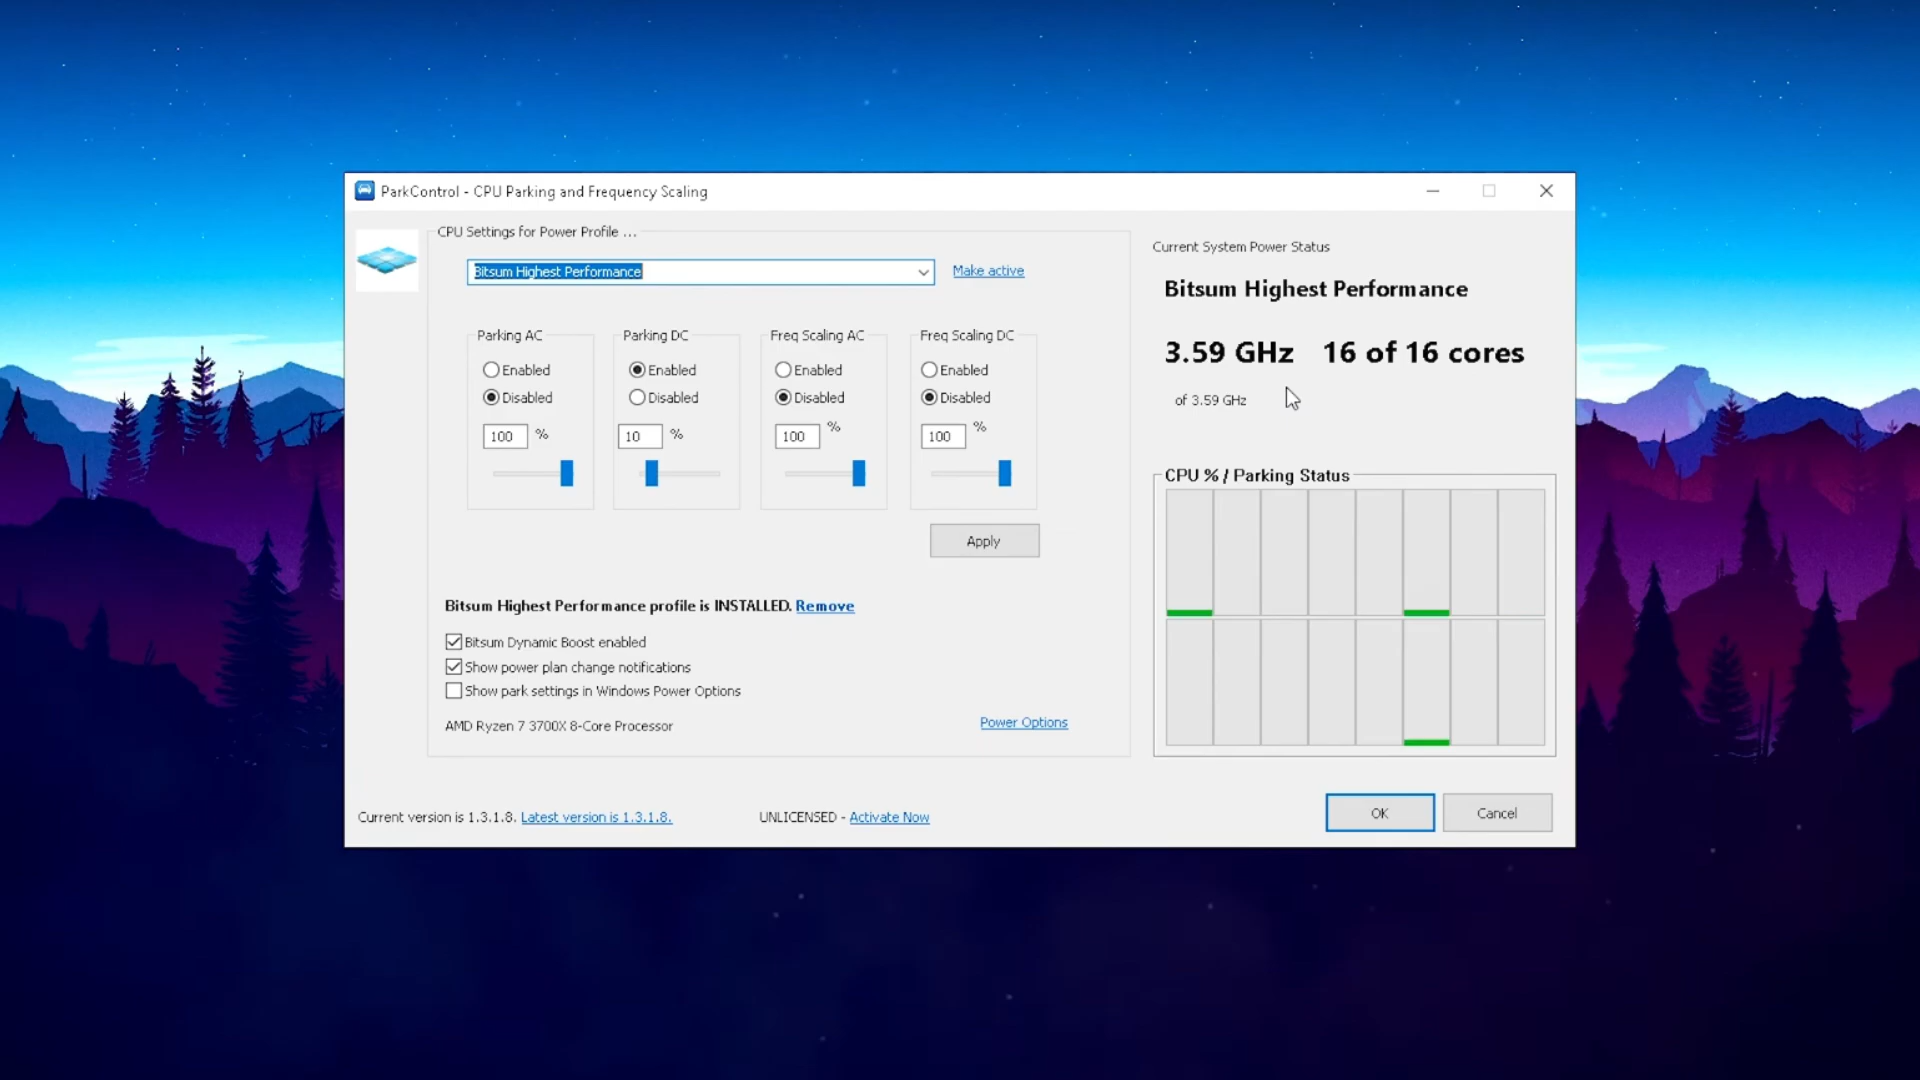 ParkControl - CPU Parking and Frequency Scaling
CPU Settings for Power Profile ...
Bitsum Highest Performance
Make active
Parking AC
Enabled
Disabled
100 %
Parking DC
Enabled
Disabled
10 %
Freq Scaling AC
Enabled
Disabled
100 %
Freq Scaling DC
Enabled
Disabled
100 %
Apply
Bitsum Highest Performance profile is INSTALLED. Remove
Bitsum Dynamic Boost enabled
Show power plan change notifications
Show park settings in Windows Power Options
AMD Ryzen 7 3700X 8-Core Processor
Power Options
Current System Power Status
Bitsum Highest Performance
3.59 GHz 16 of 16 cores
of 3.59 GHz
CPU % / Parking Status
Current version is 1.3.1.8. Latest version is 1.3.1.8.
UNLICENSED - Activate Now
OK
Cancel